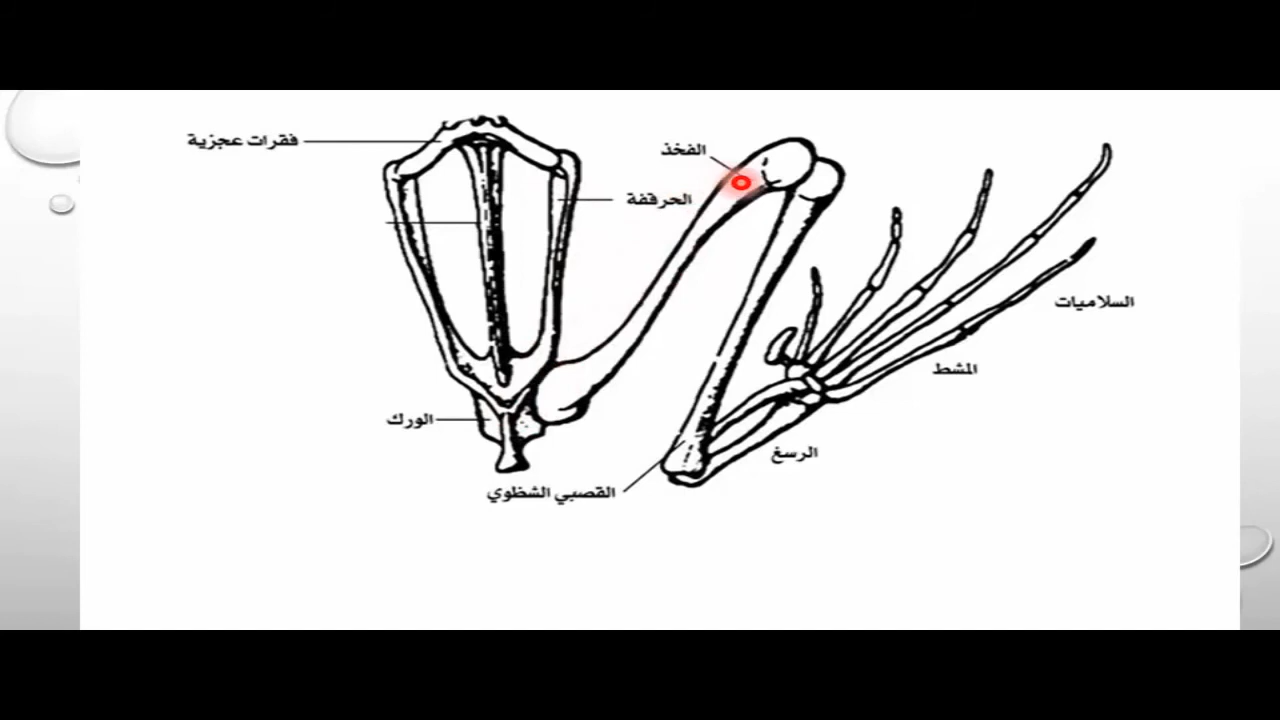 فقرات عجزية
الفخذ
الحرقفة
السلاميات
المشط
الورك
الرسغ
القصبي الشظوي